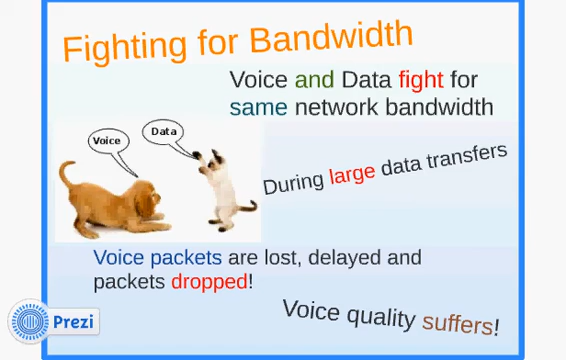 Fighting for Bandwidth
Voice and Data fight for
same network bandwidth
Voice
Data
During large data transfers
Voice packets are lost, delayed and
packets dropped!
Voice quality suffers!
Prezi